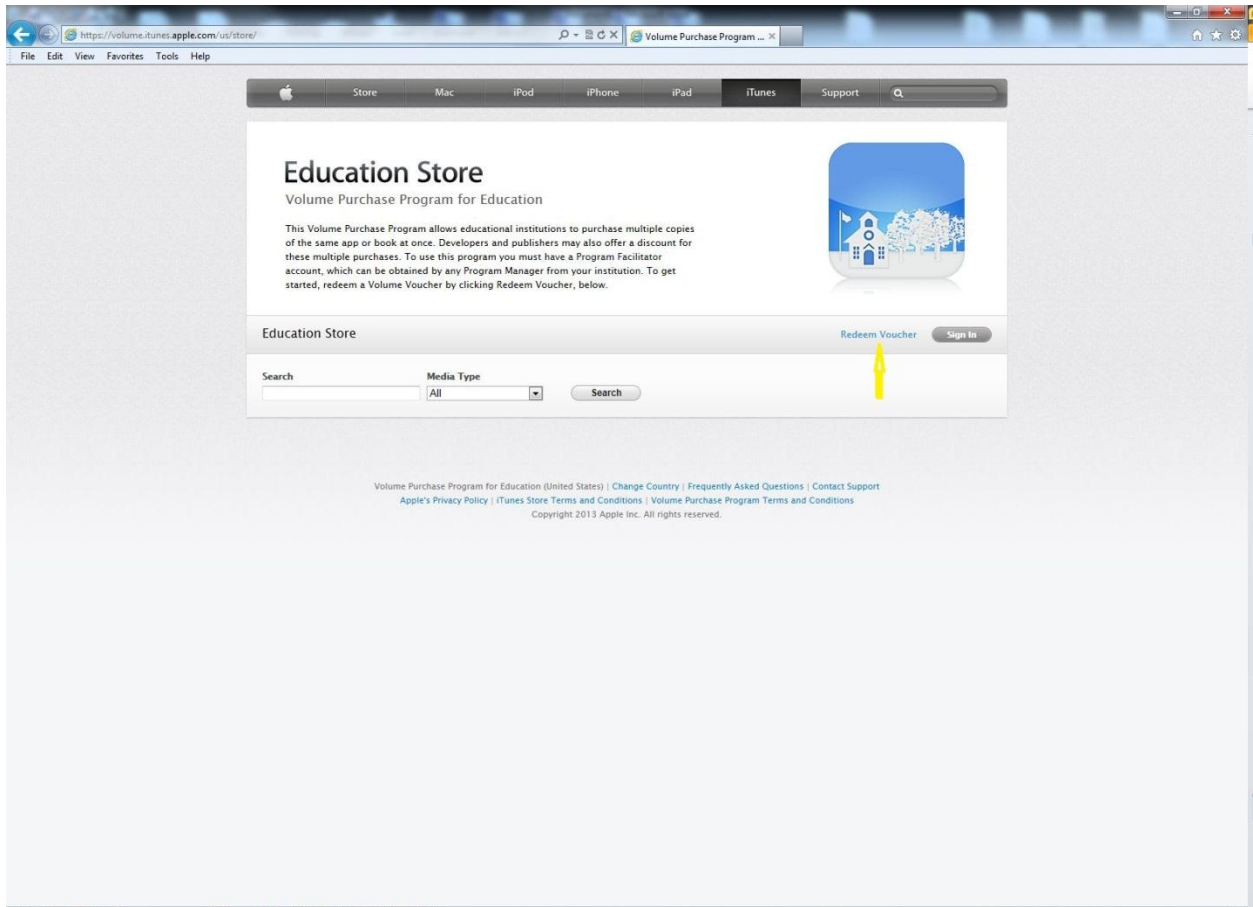 https://volume.itunes.apple.com/us/store/
Volume Purchase Program ...
File Edit View Favorites Tools Help
Store Mac iPod iPhone iPad iTunes Support
Education Store
Volume Purchase Program for Education
This Volume Purchase Program allows educational institutions to purchase multiple copies
of the same app or book at once. Developers and publishers may also offer a discount for
these multiple purchases. To use this program you must have a Program Facilitator
account, which can be obtained by any Program Manager from your institution. To get
started, redeem a Volume Voucher by clicking Redeem Voucher, below.
Education Store Redeem Voucher Sign In
Search Media Type
All Search
Volume Purchase Program for Education (United States) | Change Country | Frequently Asked Questions | Contact Support
Apple's Privacy Policy | iTunes Store Terms and Conditions | Volume Purchase Program Terms and Conditions
Copyright 2013 Apple Inc. All rights reserved.